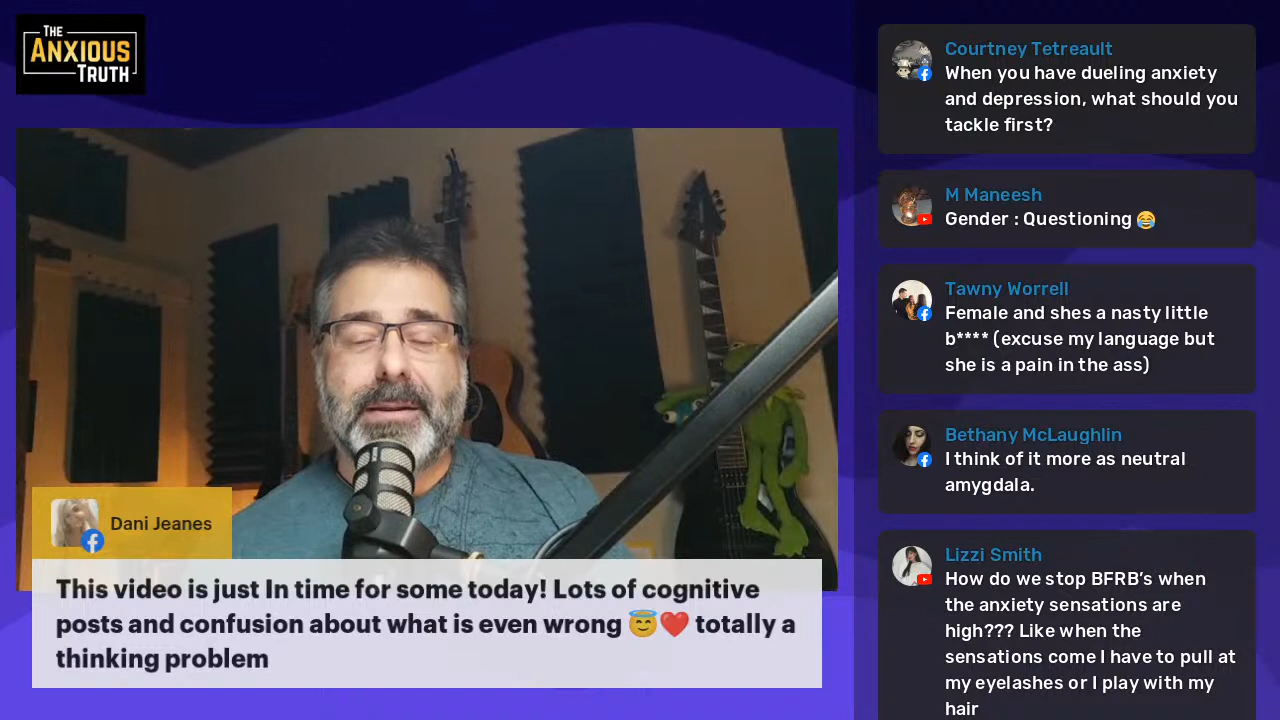 THE
ANXIOUS
TRUTH
Dani Jeanes
This video is just In time for some today! Lots of cognitive
posts and confusion about what is even wrong 😇❤️ totally a
thinking problem
Courtney Tetreault
When you have dueling anxiety
and depression, what should you
tackle first?
M Maneesh
Gender : Questioning 😂
Tawny Worrell
Female and shes a nasty little
b**** (excuse my language but
she is a pain in the ass)
Bethany McLaughlin
I think of it more as neutral
amygdala.
Lizzi Smith
How do we stop BFRB’s when
the anxiety sensations are
high??? Like when the
sensations come I have to pull at
my eyelashes or I play with my
hair